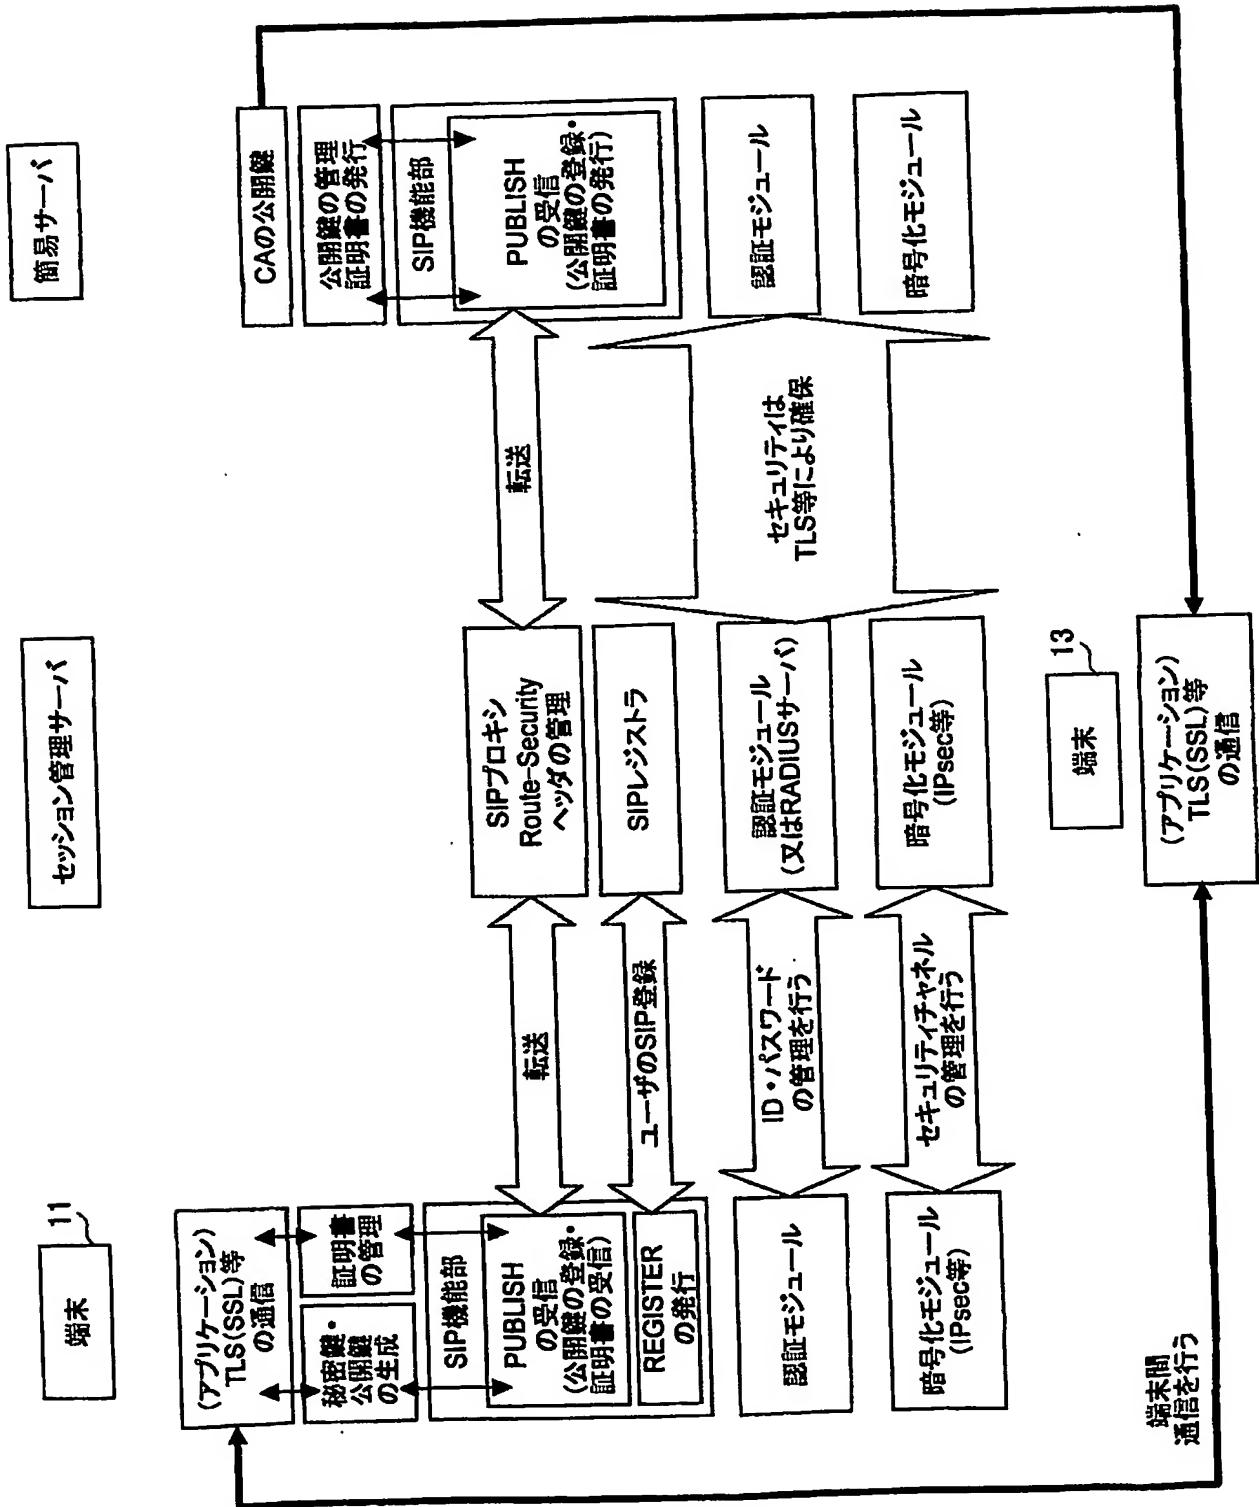 端末
11
(アプリケーション)
TLS(SSL)等
の通信
秘密鍵・
公開鍵
の生成
証明書
の管理
SIP機能部
PUBLISH
の受信
(公開鍵の登録・
証明書の受信)
REGISTER
の発行
認証モジュール
暗号化モジュール
(IPsec等)
転送
ユーザのSIP登録
ID・パスワード
の管理を行う
セキュリティチャネル
の管理を行う
セッション管理サーバ
SIPプロキシ
Route-Security
ヘッダの管理
SIPレジストラ
認証モジュール
(又はRADIUSサーバ)
暗号化モジュール
(IPsec等)
転送
セキュリティは
TLS等により確保
簡易サーバ
CAの公開鍵
公開鍵の管理
証明書の発行
SIP機能部
PUBLISH
の受信
(公開鍵の登録・
証明書の発行)
認証モジュール
暗号化モジュール
端末
13
(アプリケーション)
TLS(SSL)等
の通信
端末間
通信を行う